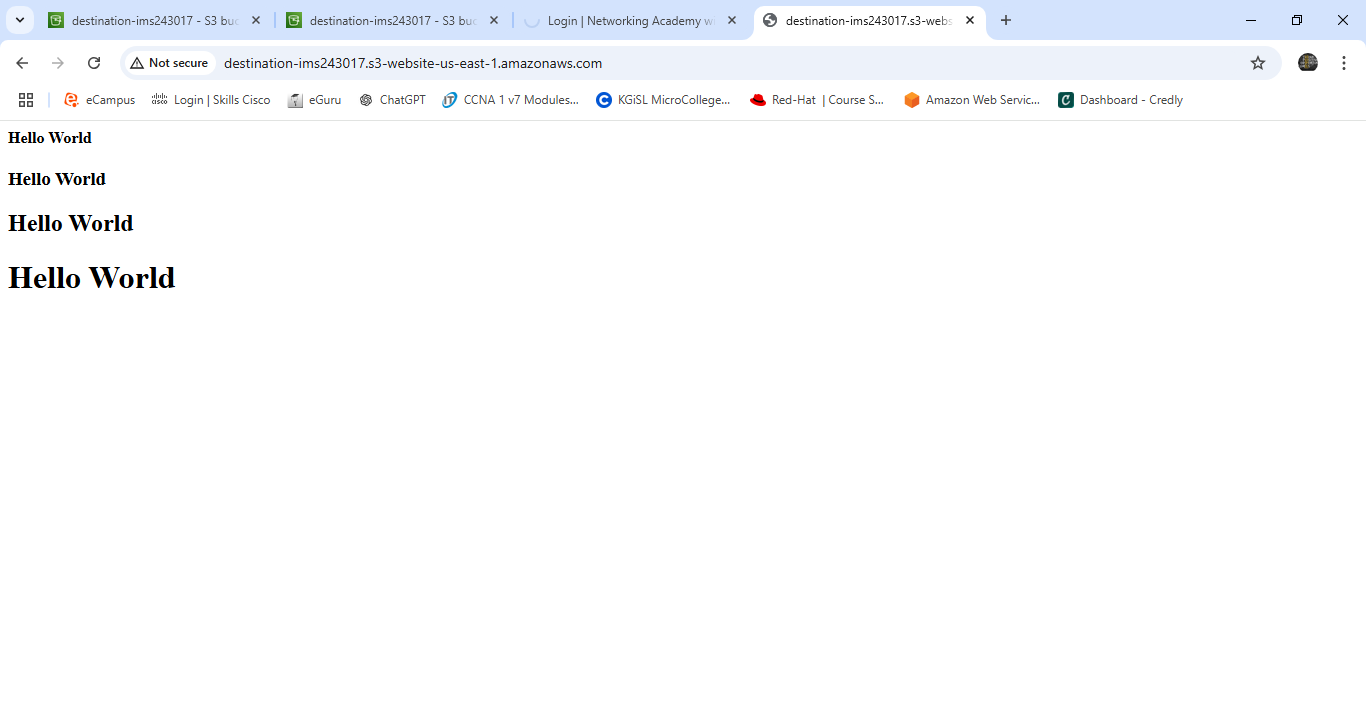 destination-ims243017 - S3 buc
destination-ims243017 - S3 buc
Login | Networking Academy w
destination-ims243017.s3-webs
Not secure
destination-ims243017.s3-website-us-east-1.amazonaws.com
eCampus
Login | Skills Cisco
eGuru
ChatGPT
CCNA 1 v7 Modules...
KGiSL MicroCollege...
Red-Hat | Course S...
Amazon Web Servic...
Dashboard - Credly
Hello World
Hello World
Hello World
Hello World